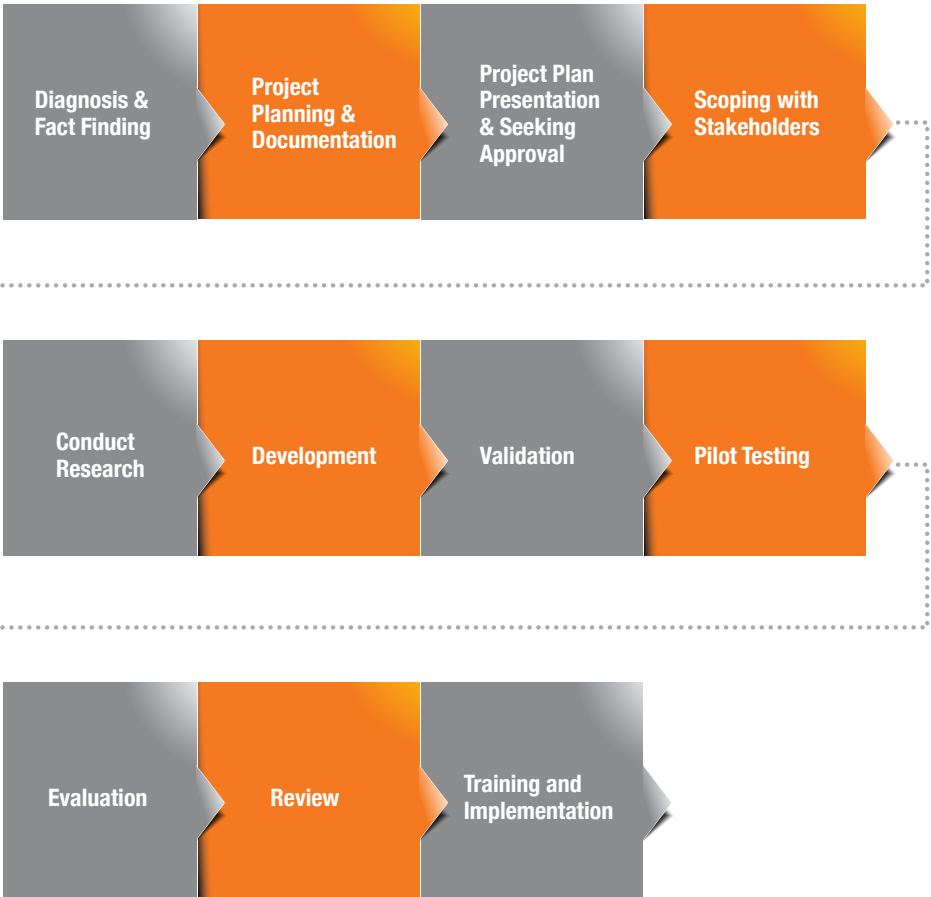 Diagnosis &
Fact Finding
Project
Planning &
Documentation
Project Plan
Presentation
& Seeking
Approval
Scoping with
Stakeholders
Conduct
Research
Development
Validation
Pilot Testing
Evaluation
Review
Training and
Implementation